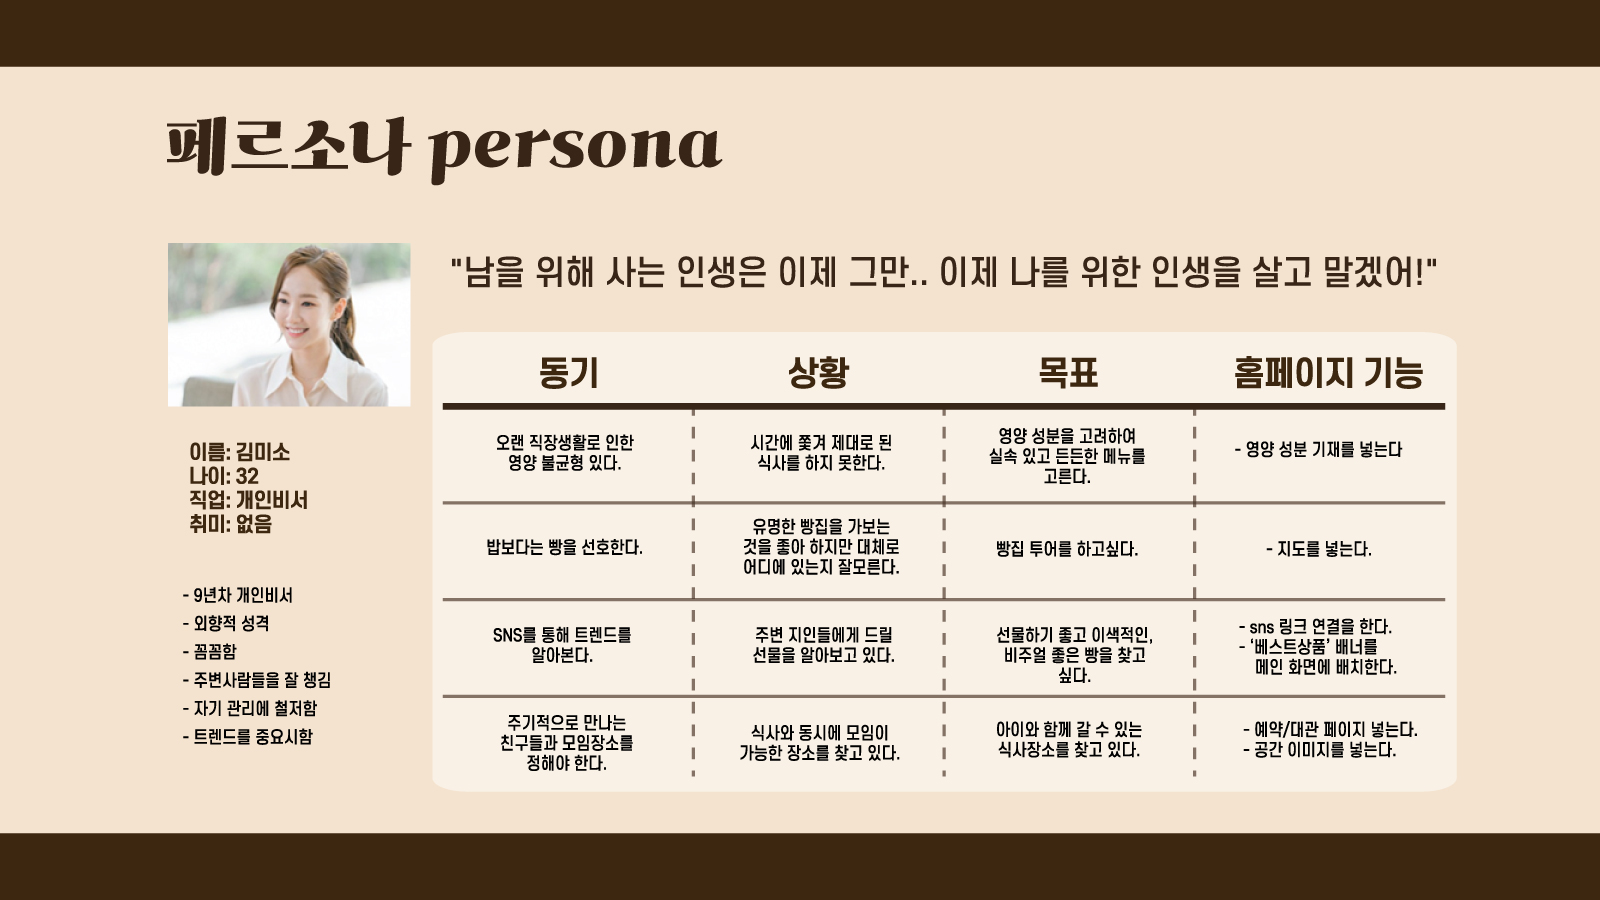 페르소나 persona
"남을 위해 사는 인생은 이제 그만.. 이제 나를 위한 인생을 살고 말겠어!"
이름: 김미소
나이: 32
직업: 개인비서
취미: 없음
- 9년차 개인비서
- 외향적 성격
- 꼼꼼함
- 주변사람들을 잘 챙김
- 자기 관리에 철저함
- 트렌드를 중요시함
동기
상황
목표
홈페이지 기능
오랜 직장생활로 인한
영양 불균형 있다.
시간에 쫓겨 제대로 된
식사를 하지 못한다.
영양 성분을 고려하여
실속 있고 든든한 메뉴를
고른다.
- 영양 성분 기재를 넣는다
밥보다는 빵을 선호한다.
유명한 빵집을 가보는
것을 좋아 하지만 대체로
어디에 있는지 잘모른다.
빵집 투어를 하고싶다.
- 지도를 넣는다.
SNS를 통해 트렌드를
알아본다.
주변 지인들에게 드릴
선물을 알아보고 있다.
선물하기 좋고 이색적인,
비주얼 좋은 빵을 찾고
싶다.
- sns 링크 연결을 한다.
- ‘베스트상품’ 배너를
메인 화면에 배치한다.
주기적으로 만나는
친구들과 모임장소를
정해야 한다.
식사와 동시에 모임이
가능한 장소를 찾고 있다.
아이와 함께 갈 수 있는
식사장소를 찾고 있다.
- 예약/대관 페이지 넣는다.
- 공간 이미지를 넣는다.